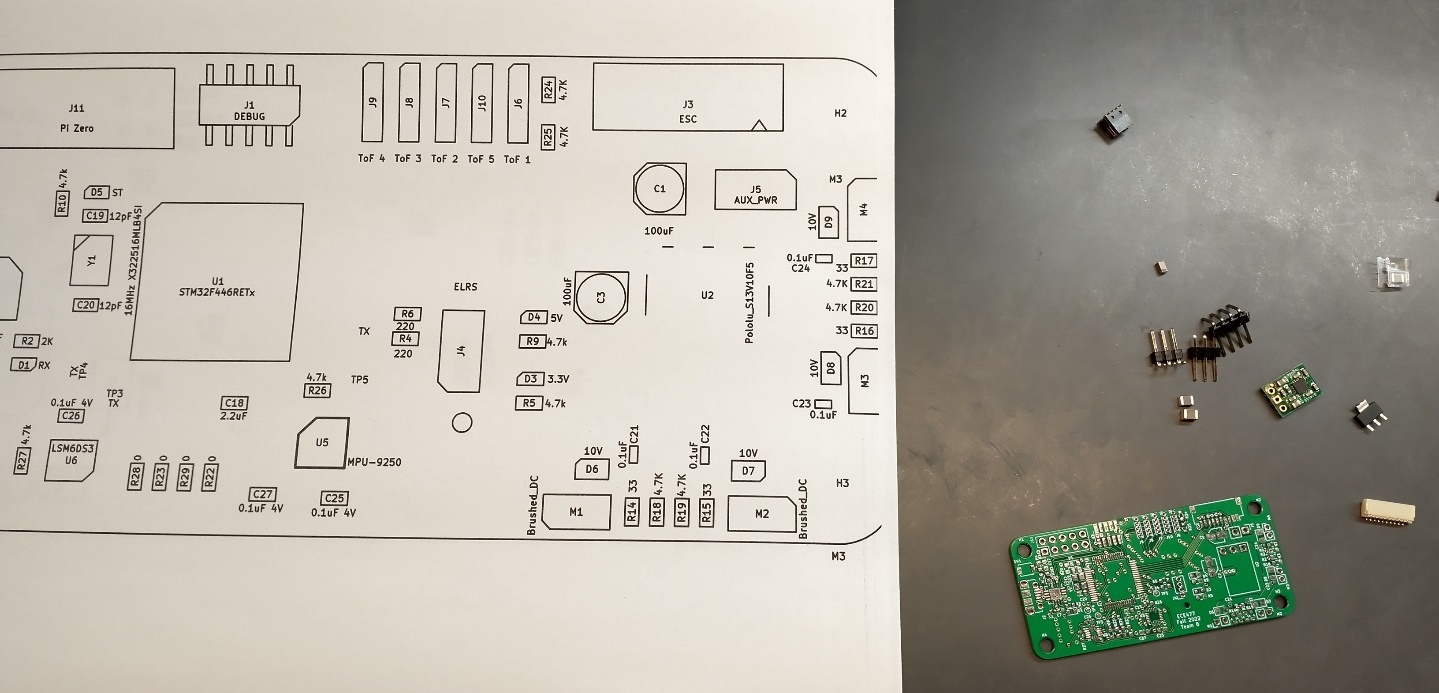 J11
Pi Zero
J1
DEBUG
J9
J8
J7
J10
J6
ToF 4
ToF 3
ToF 2
ToF 5
ToF 1
R24
4.7K
R25
4.7K
J3
ESC
H2
R10
4.7k
D5
ST
C19
12pF
Y1
16MHz X322516MLB4SI
C20
12pF
U1
STM32F446RETx
C1
100uF
J5
AUX_PWR
M3
M4
10V
D9
0.1uF
C24
33
R17
4.7K
R21
4.7K
R20
33
R16
100uF
C3
U2
Pololu_S13V10F5
ELRS
J4
TX
R6
220
R4
220
D4
5V
R9
4.7k
D3
3.3V
R5
4.7k
R2
2K
D1
RX
TX
TP4
TP3
TX
0.1uF 4V
C26
4.7k
R26
TP5
C18
2.2uF
10V
D8
M3
C23
0.1uF
R27
4.7k
LSM6DS3
U6
U5
MPU-9250
R28
0
R23
0
R29
0
R22
0
C27
0.1uF 4V
C25
0.1uF 4V
10V
D6
0.1uF
C21
0.1uF
C22
10V
D7
H3
Brushed_DC
M1
R14
33
R18
4.7K
R19
4.7K
R15
33
M2
Brushed_DC
M3
ECE477
Fall 2022
Team 8